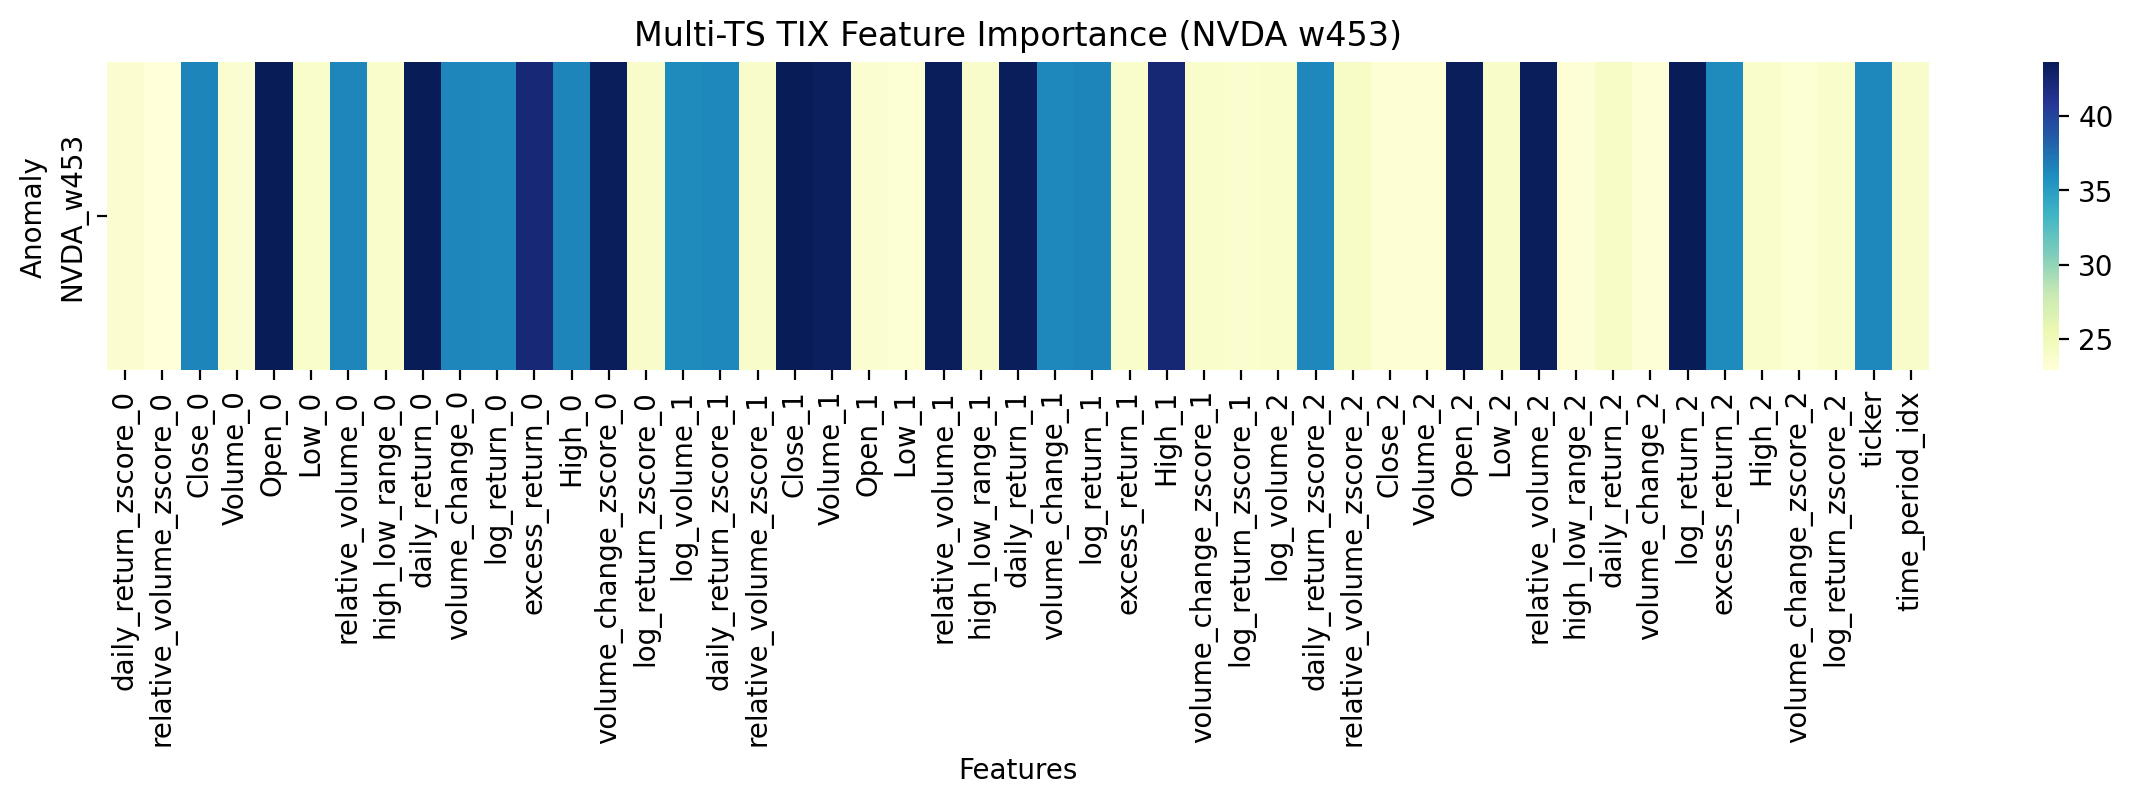 Multi-TS TIX Feature Importance (NVDA w453)
Anomaly
NVDA_w453
40
35
30
25
daily_return_zscore_0
relative_volume_zscore_0
Close_0
Volume_0
Open_0
Low_0
relative_volume_0
high_low_range_0
daily_return_0
volume_change_0
log_return_0
excess_return_0
High_0
volume_change_zscore_0
log_return_zscore_0
log_volume_1
daily_return_zscore_1
relative_volume_zscore_1
Close_1
Volume_1
Open_1
Low_1
relative_volume_1
high_low_range_1
daily_return_1
volume_change_1
log_return_1
excess_return_1
High_1
volume_change_zscore_1
log_return_zscore_1
log_volume_2
daily_return_zscore_2
relative_volume_zscore_2
Close_2
Volume_2
Open_2
Low_2
relative_volume_2
high_low_range_2
daily_return_2
volume_change_2
log_return_2
excess_return_2
High_2
volume_change_zscore_2
log_return_zscore_2
ticker
time_period_idx
Features